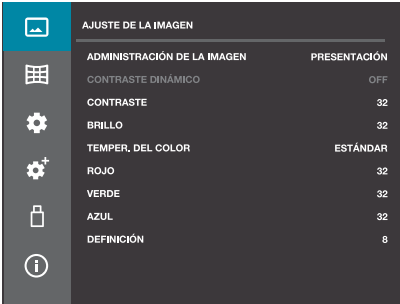 AJUSTE DE LA IMAGEN
ADMINISTRACIÓN DE LA IMAGEN PRESENTACIÓN
CONTRASTE DINÁMICO OFF
CONTRASTE 32
BRILLO 32
TEMPER. DEL COLOR ESTÁNDAR
ROJO 32
VERDE 32
AZUL 32
DEFINICIÓN 8